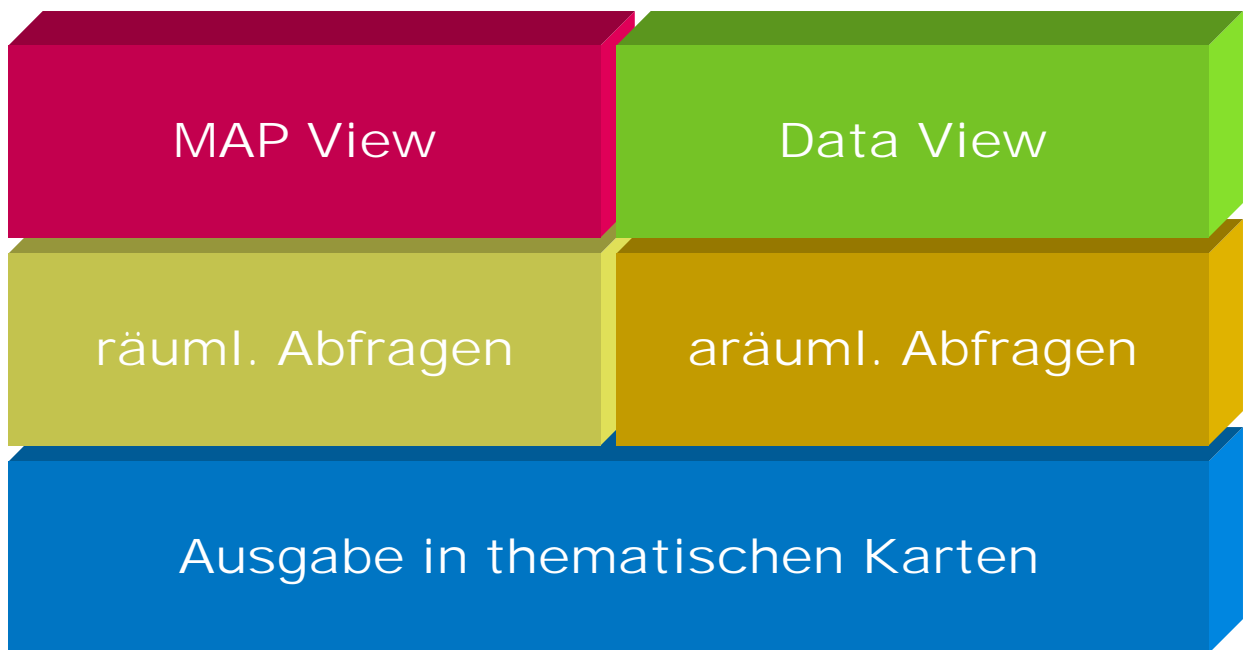 MAP View
Data View
räuml. Abfragen
aräuml. Abfragen
Ausgabe in thematischen Karten